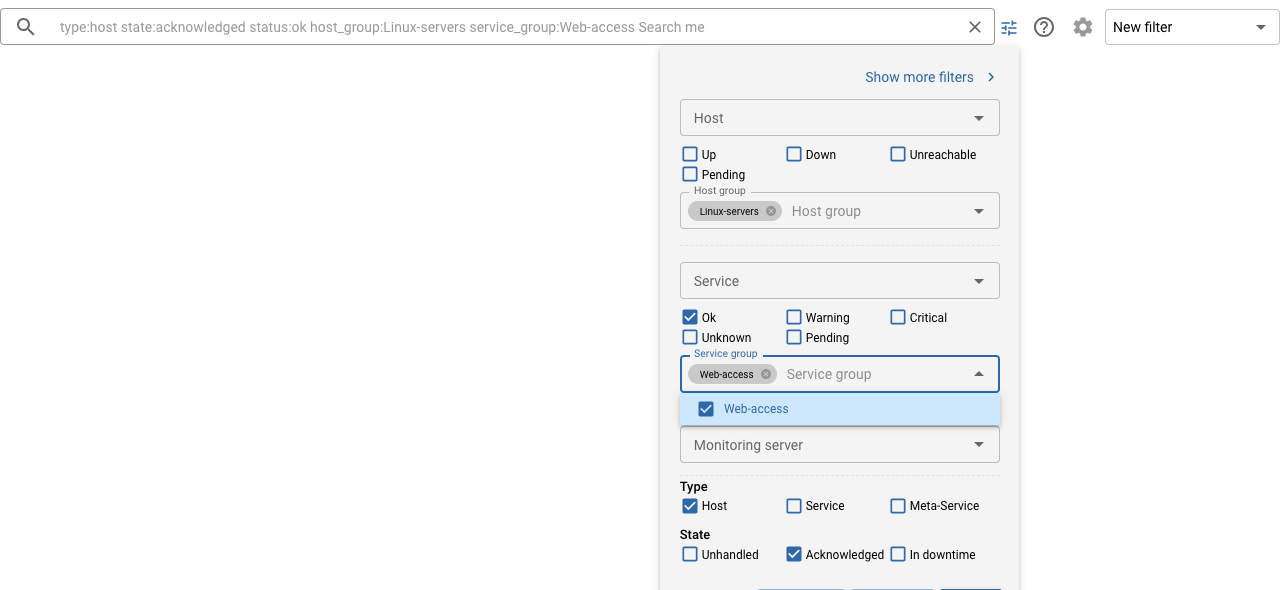 type:host state:acknowledged status:ok host_group:Linux-servers service_group:Web-access Search me
New filter
Show more filters
Host
Up Down Unreachable
Pending
Host group
Linux-servers Host group
Service
Ok Warning Critical
Unknown Pending
Service group
Web-access Service group
Web-access
Monitoring server
Type
Host Service Meta-Service
State
Unhandled Acknowledged In downtime